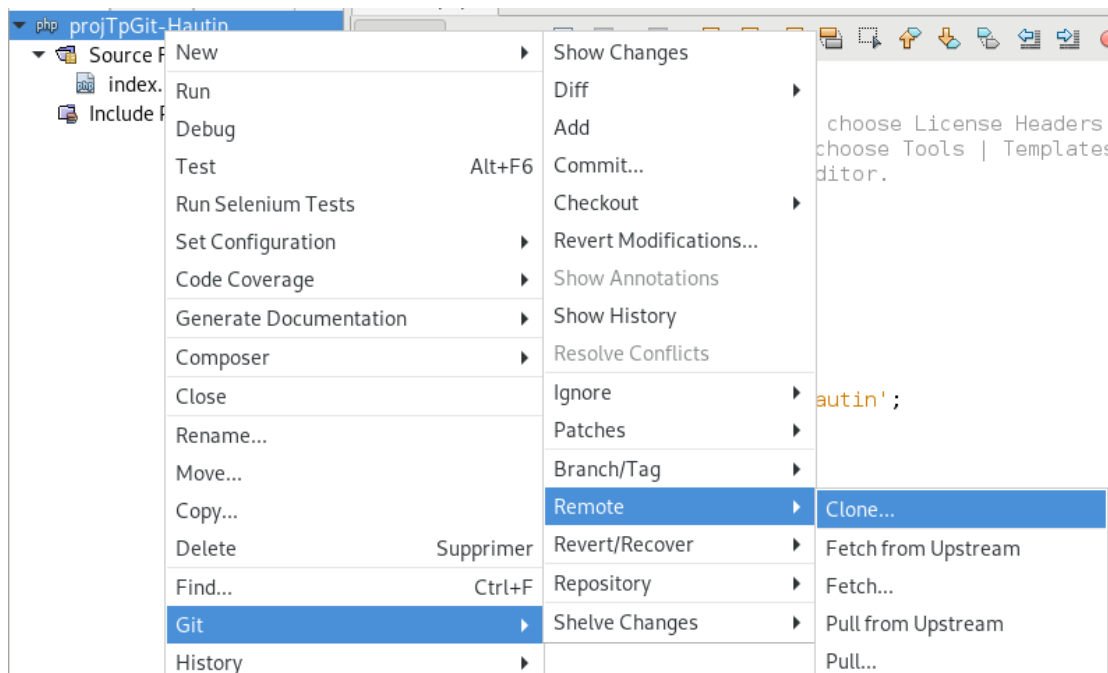 php projTpGit-Hautin
Source
index.
Include
New
Run
Debug
Test Alt+F6
Run Selenium Tests
Set Configuration
Code Coverage
Generate Documentation
Composer
Close
Rename...
Move...
Copy...
Delete Supprimer
Find... Ctrl+F
Git
History
Show Changes
Diff
Add
Commit...
Checkout
Revert Modifications...
Show Annotations
Show History
Resolve Conflicts
Ignore
Patches
Branch/Tag
Remote
Revert/Recover
Repository
Shelve Changes
choose License Headers
choose Tools | Templates
ditor.
autin';
Clone...
Fetch from Upstream
Fetch...
Pull from Upstream
Pull...